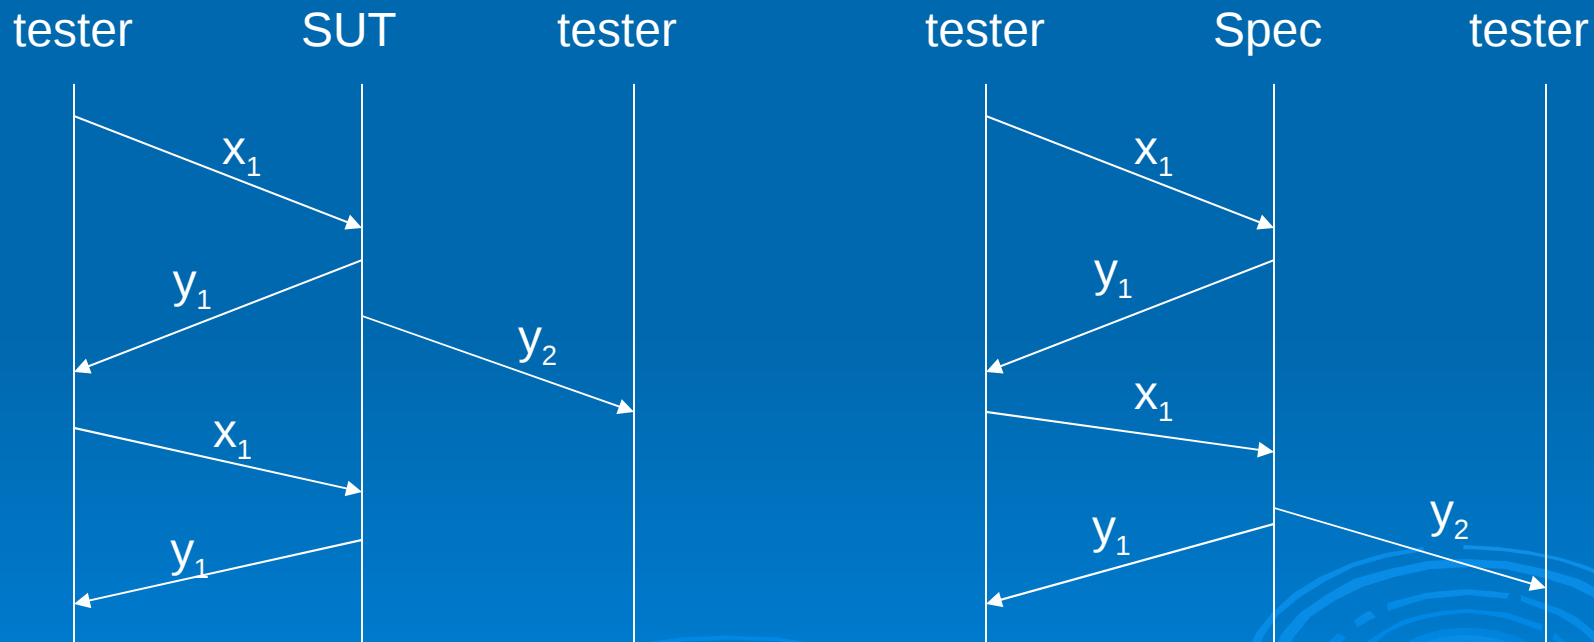 tester SUT tester tester Spec tester
x₁ x₁
y₁ y₁
y₂
x₁ x₁
y₂
y₁ y₁